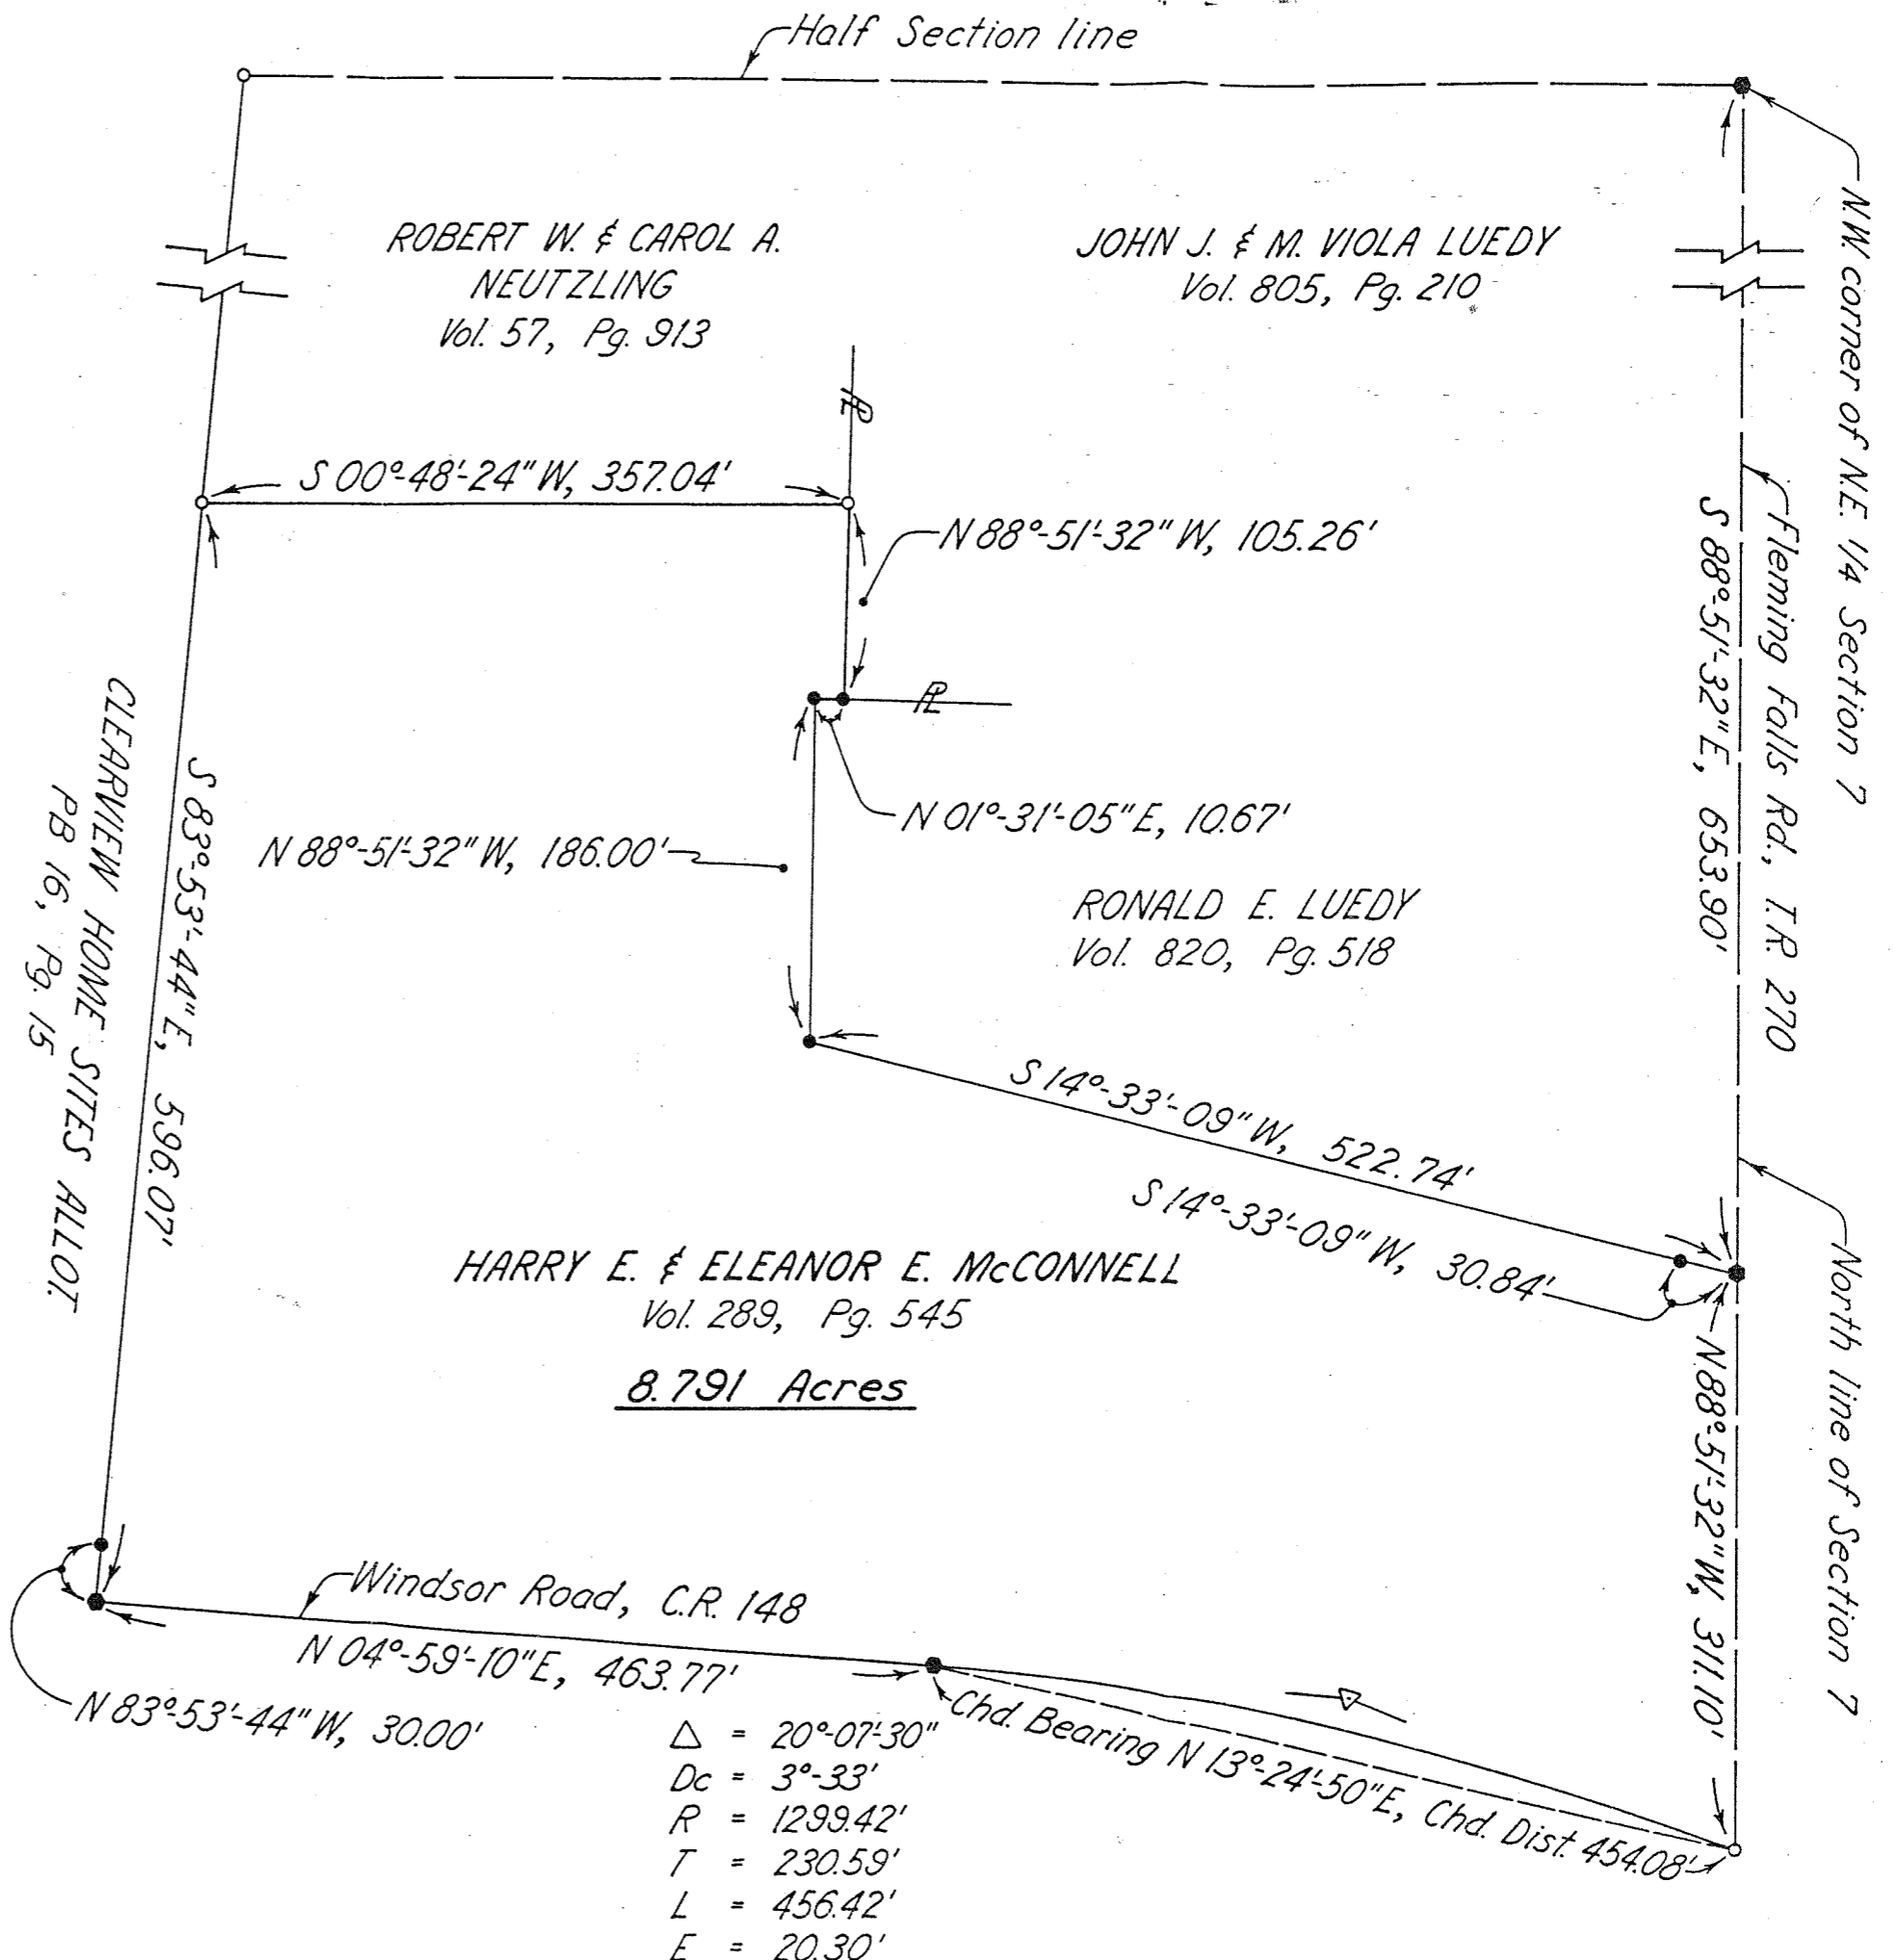 Half Section line
N.W. corner of N.E. 1/4 Section 7
ROBERT W. & CAROL A.
NEUTZLING
Vol. 57, Pg. 913
JOHN J. & M. VIOLA LUEDY
Vol. 805, Pg. 210
PL
S 00°-48'-24" W, 357.04'
N 88°-51'-32" W, 105.26'
Fleming Falls Rd., T.R. 270
S 88°-51'-32" E, 653.90'
PL
N 01°-31'-05" E, 10.67'
N 88°-51'-32" W, 186.00'
RONALD E. LUEDY
Vol. 820, Pg. 518
CLEARVIEW HOME SITES ALLOT.
PB 16, Pg. 15
S 83°-53'-44" E, 596.07'
S 14°-33'-09" W, 522.74'
S 14°-33'-09" W, 30.84'
HARRY E. & ELEANOR E. McCONNELL
Vol. 289, Pg. 545
8.791 Acres
North line of Section 7
N 88°-51'-32" W, 311.10'
Windsor Road, C.R. 148
N 04°-59'-10" E, 463.77'
N 83°-53'-44" W, 30.00'
Chd. Bearing N 13°-24'-50" E, Chd. Dist. 454.08'
Δ = 20°-07'-30"
Dc = 3°-33'
R = 1299.42'
T = 230.59'
L = 456.42'
E = 20.30'